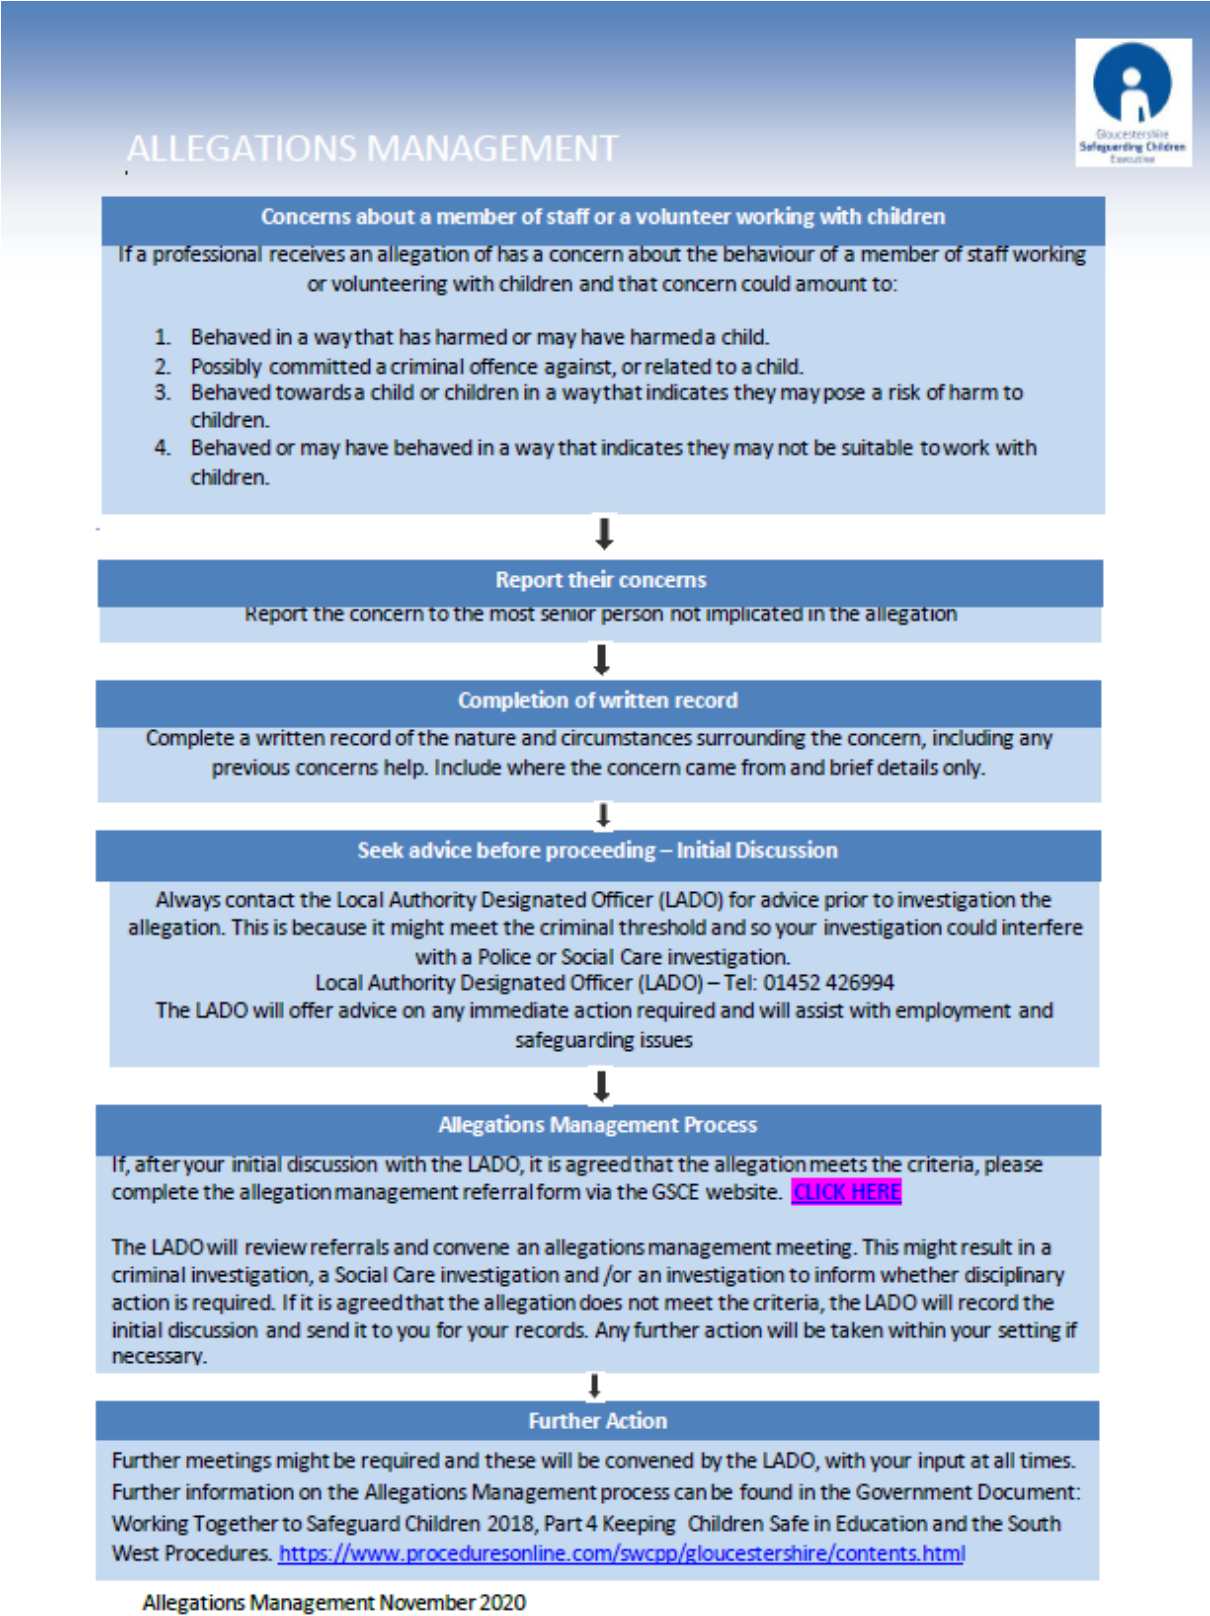 Gloucestershire
Safeguarding Children
Executive
ALLEGATIONS MANAGEMENT
Concerns about a member of staff or a volunteer working with children
If a professional receives an allegation of has a concern about the behaviour of a member of staff working
or volunteering with children and that concern could amount to:
1. Behaved in a way that has harmed or may have harmed a child.
2. Possibly committed a criminal offence against, or related to a child.
3. Behaved towards a child or children in a way that indicates they may pose a risk of harm to
children.
4. Behaved or may have behaved in a way that indicates they may not be suitable to work with
children.
Report their concerns
Report the concern to the most senior person not implicated in the allegation
Completion of written record
Complete a written record of the nature and circumstances surrounding the concern, including any
previous concerns help. Include where the concern came from and brief details only.
Seek advice before proceeding – Initial Discussion
Always contact the Local Authority Designated Officer (LADO) for advice prior to investigation the
allegation. This is because it might meet the criminal threshold and so your investigation could interfere
with a Police or Social Care investigation.
Local Authority Designated Officer (LADO) – Tel: 01452 426994
The LADO will offer advice on any immediate action required and will assist with employment and
safeguarding issues
Allegations Management Process
If, after your initial discussion with the LADO, it is agreed that the allegation meets the criteria, please
complete the allegation management referral form via the GSCE website. CLICK HERE
The LADO will review referrals and convene an allegations management meeting. This might result in a
criminal investigation, a Social Care investigation and /or an investigation to inform whether disciplinary
action is required. If it is agreed that the allegation does not meet the criteria, the LADO will record the
initial discussion and send it to you for your records. Any further action will be taken within your setting if
necessary.
Further Action
Further meetings might be required and these will be convened by the LADO, with your input at all times.
Further information on the Allegations Management process can be found in the Government Document:
Working Together to Safeguard Children 2018, Part 4 Keeping Children Safe in Education and the South
West Procedures. https://www.proceduresonline.com/swcpp/gloucestershire/contents.html
Allegations Management November 2020